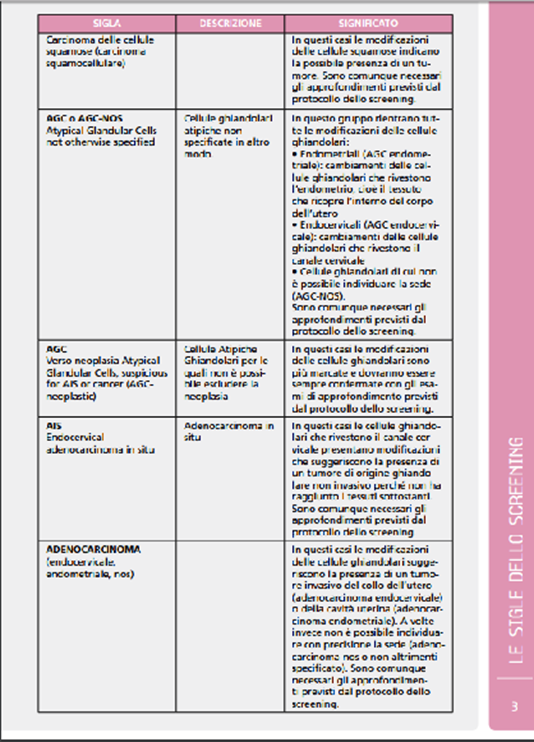 SIGLA DESCRIZIONE SIGNIFICATO
Carcinoma delle cellule
squamose (carcinoma
squamocellulare)
In questi casi le modificazioni
delle cellule squamose indicano
la possibile presenza di un tu-
more. Sono comunque necessari
gli approfondimenti previsti dal
protocollo dello screening.
AGC o AGC-NOS
Atypical Glandular Cells
not otherwise specified
Cellule ghiandolari
atipiche non
specificate in altro
modo
In questo gruppo rientrano tut-
te le modificazioni delle cellule
ghiandolari:
• Endometriali (AGC endome-
triale): cambiamenti delle cel-
lule ghiandolari che rivestono
l'endometrio, cioè il tessuto
che ricopre l'interno del corpo
dell'utero
• Endocervicali (AGC endocervi-
cale): cambiamenti delle cellule
ghiandolari che rivestono il
canale cervicale
• Cellule ghiandolari di cui non
è possibile individuare la sede
(AGC-NOS).
Sono comunque necessari gli
approfondimenti previsti dal
protocollo dello screening.
AGC
Verso neoplasia Atypical
Glandular Cells, suspicious
for AIS or cancer (AGC-
neoplastic)
Cellule Atipiche
Ghiandolari per le
quali non è possi-
bile escludere la
neoplasia
In questi casi le modificazioni
delle cellule ghiandolari sono
più marcate e dovranno essere
sempre confermate con gli esa-
mi di approfondimento previsti
dal protocollo dello screening.
AIS
Endocervical
adenocarcinoma in situ
Adenocarcinoma in
situ
In questi casi le cellule ghiando-
lari che rivestono il canale cer-
vicale presentano modificazioni
che suggeriscono la presenza di
un tumore di origine ghiando
lare non invasivo perché non ha
raggiunto i tessuti sottostanti.
Sono comunque necessari gli
approfondimenti previsti dal
protocollo dello screening
ADENOCARCINOMA
(endocervicale,
endometriale, nos)
In questi casi le modificazioni
delle cellule ghiandolari sugge-
riscono la presenza di un tumo-
re invasivo del collo dell'utero
(adenocarcinoma endocervicale)
o della cavità uterina (adenocar-
cinoma endometriale). A volte
invece non è possibile individua-
re con precisione la sede (adeno-
carcinoma nos o non altrimenti
specificato). Sono comunque
necessari gli approfondimen-
ti previsti dal protocollo dello
screening.
LE SIGLE DELLO SCREENING
3